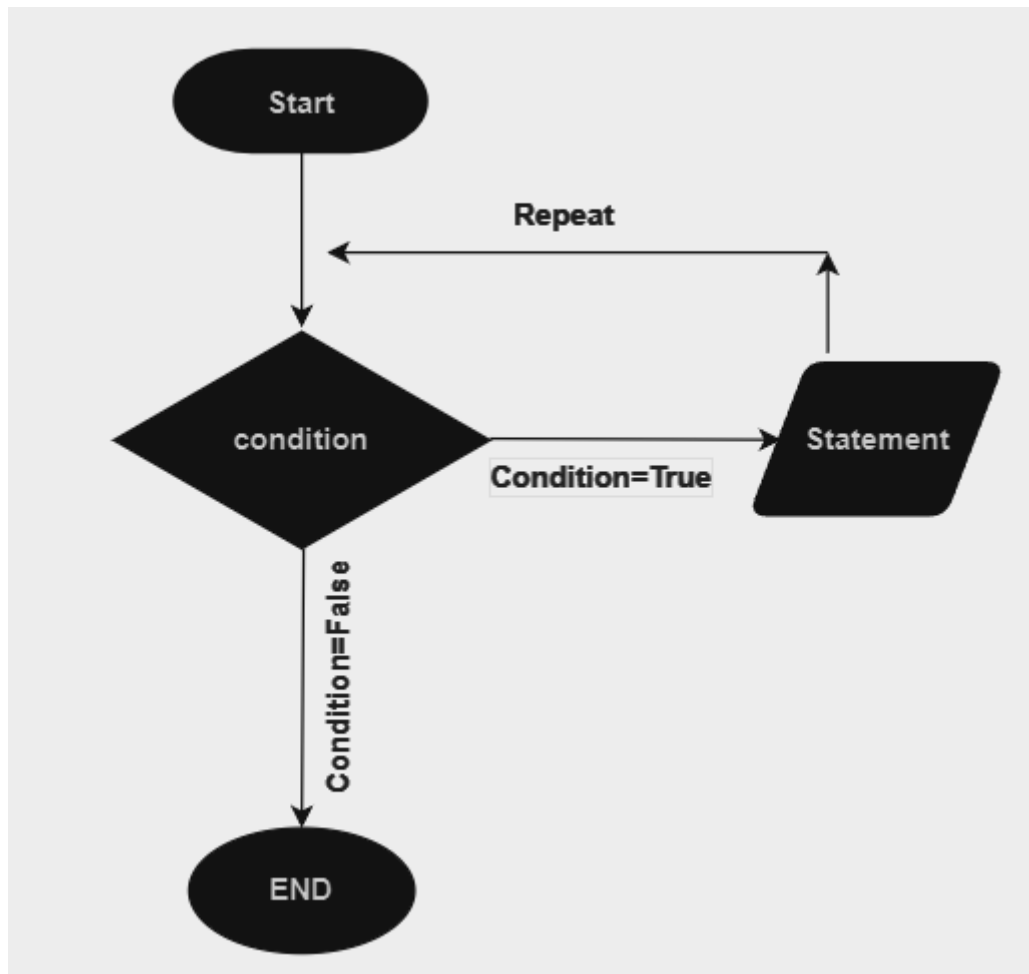 Start
Repeat
condition
Condition=True
Statement
Condition=False
END